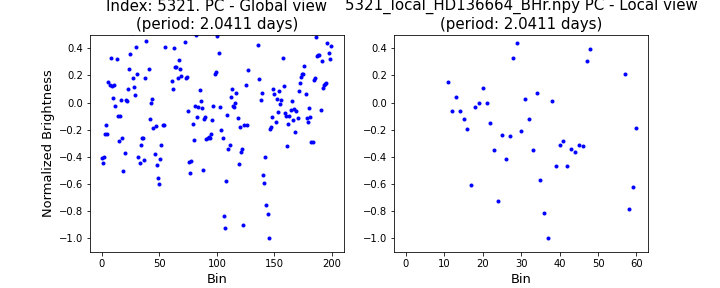 Index: 5321. PC - Global view
(period: 2.0411 days)
5321_local_HD136664_BHr.npy PC - Local view
(period: 2.0411 days)
Normalized Brightness
0.4
0.2
0.0
−0.2
−0.4
−0.6
−0.8
−1.0
0 50 100 150 200
Bin
0.4
0.2
0.0
−0.2
−0.4
−0.6
−0.8
−1.0
0 10 20 30 40 50 60
Bin